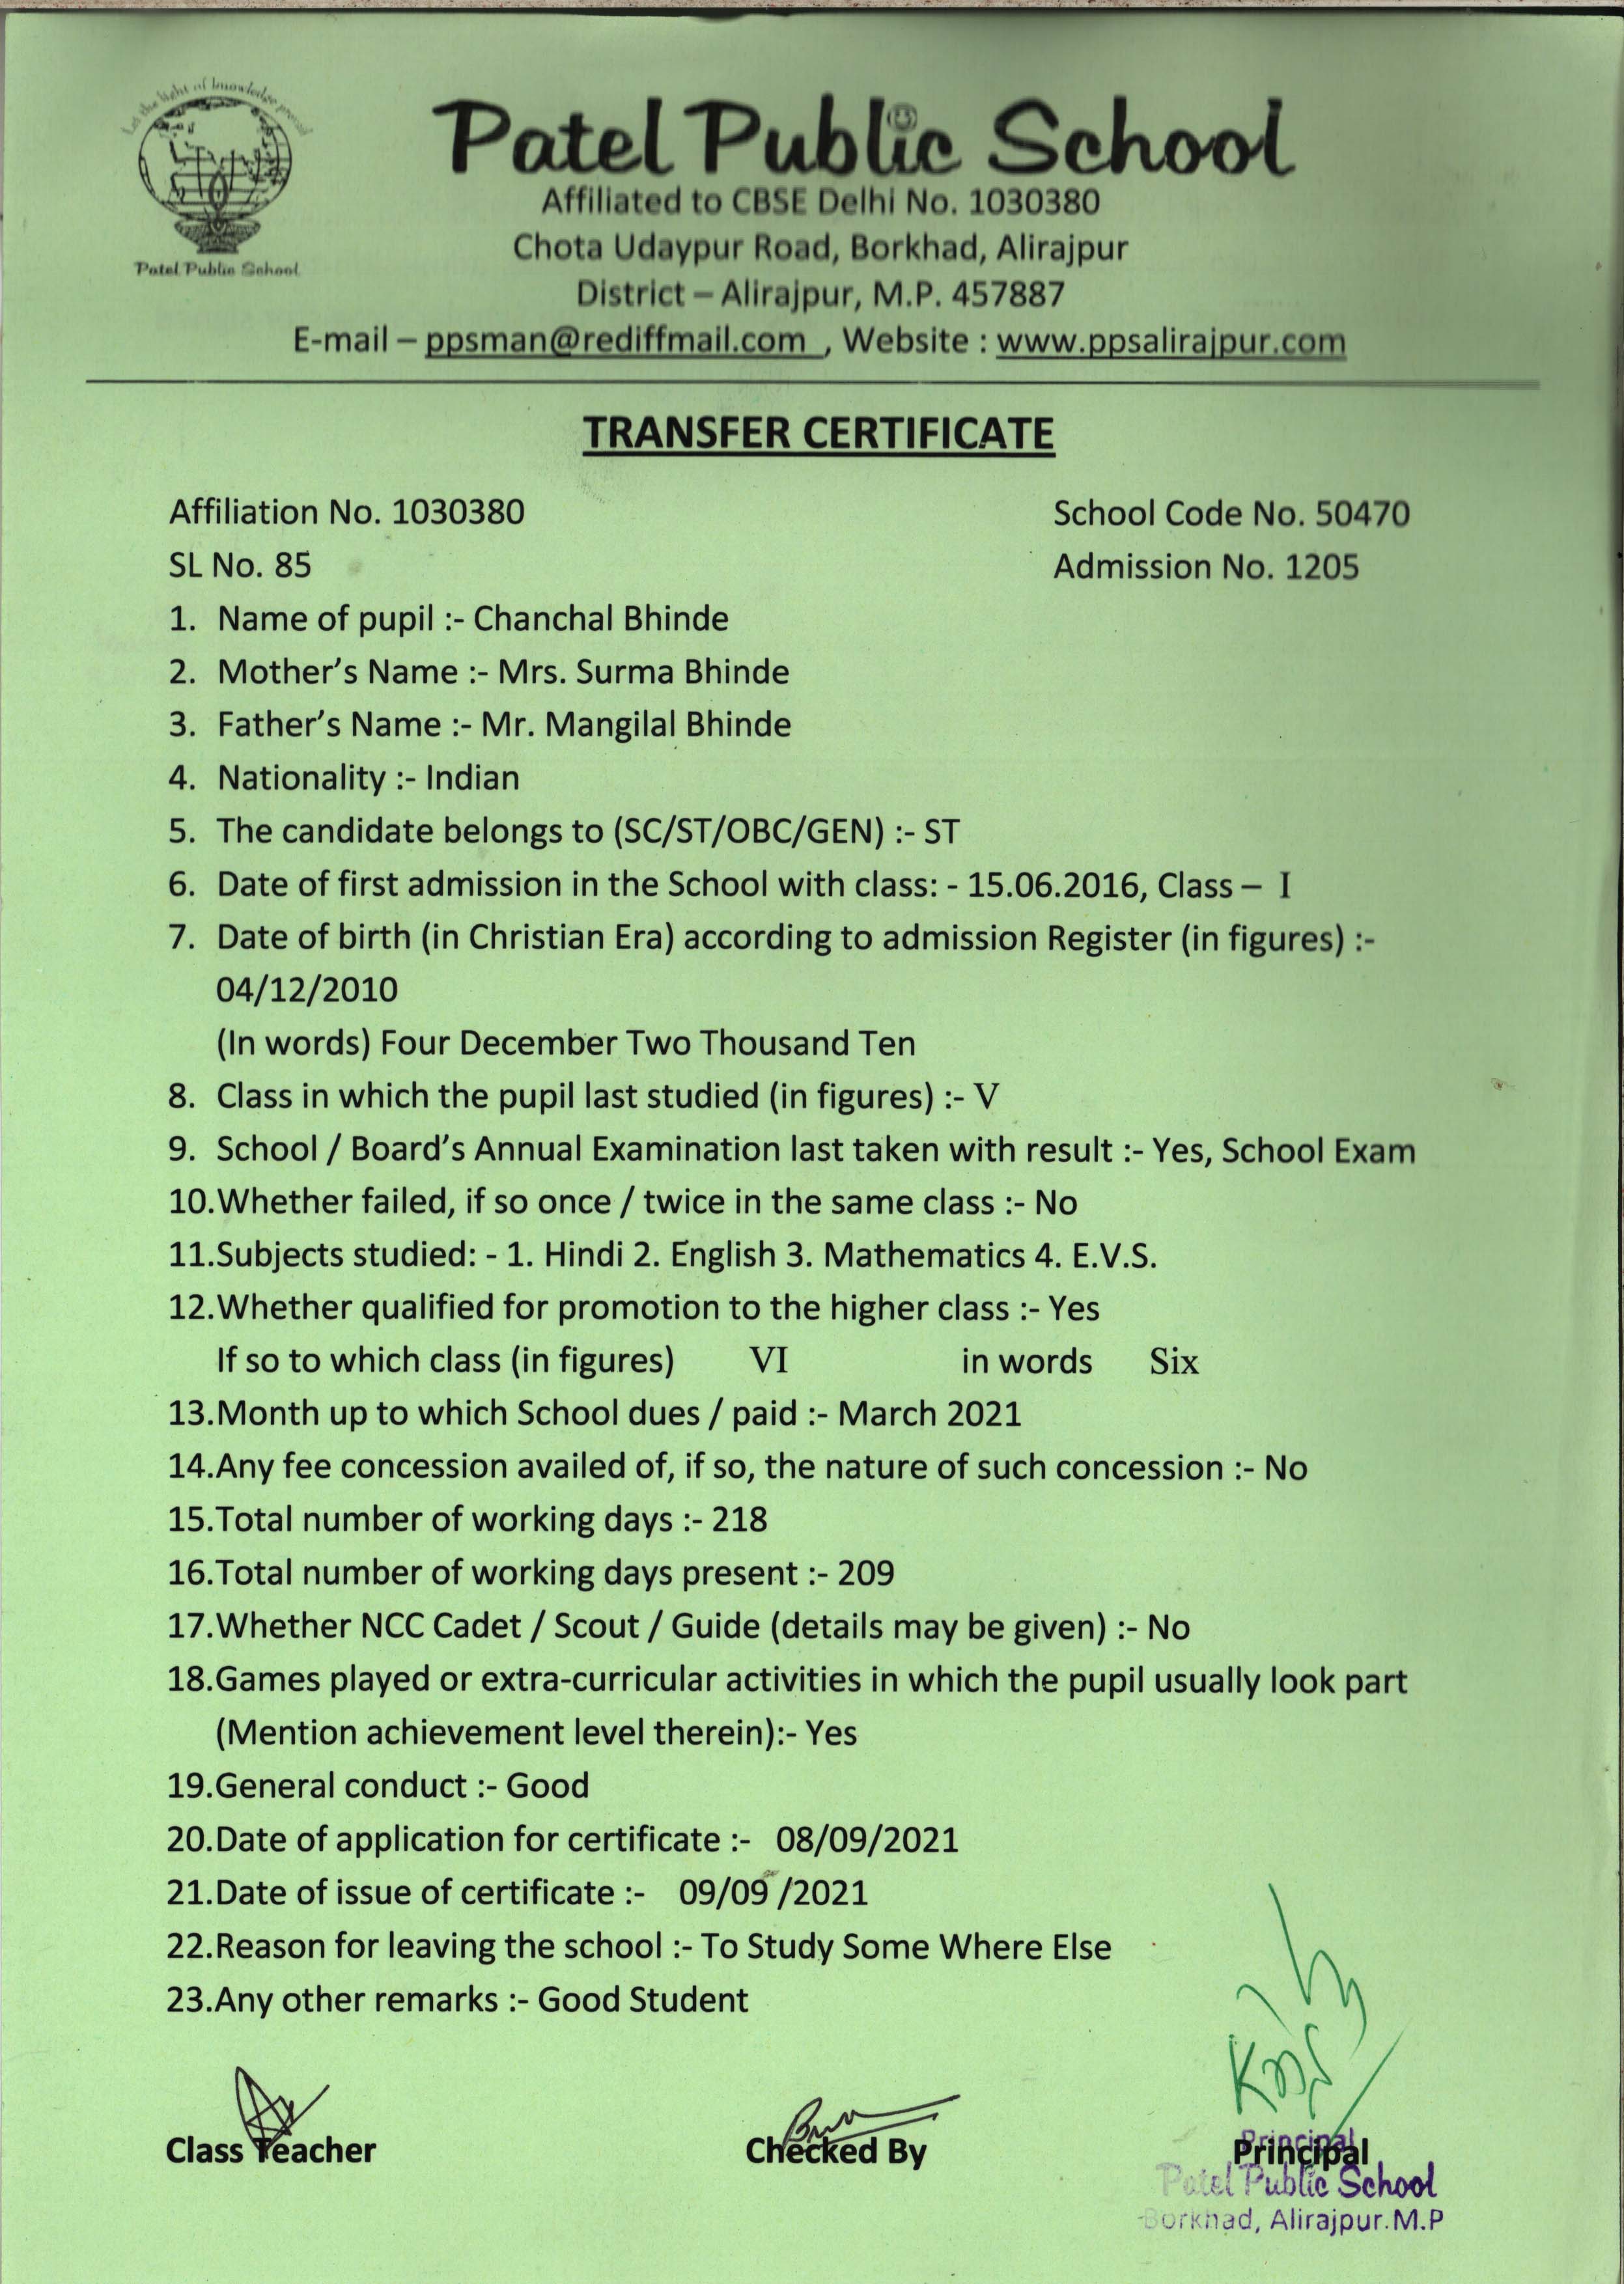 Let the light of knowledge prevail
Patel Public School
Patel Public School
Affiliated to CBSE Delhi No. 1030380
Chota Udaypur Road, Borkhad, Alirajpur
District – Alirajpur, M.P. 457887
E-mail – ppsman@rediffmail.com , Website : www.ppsalirajpur.com
TRANSFER CERTIFICATE
Affiliation No. 1030380 School Code No. 50470
SL No. 85 Admission No. 1205
1. Name of pupil :- Chanchal Bhinde
2. Mother's Name :- Mrs. Surma Bhinde
3. Father's Name :- Mr. Mangilal Bhinde
4. Nationality :- Indian
5. The candidate belongs to (SC/ST/OBC/GEN) :- ST
6. Date of first admission in the School with class: - 15.06.2016, Class – I
7. Date of birth (in Christian Era) according to admission Register (in figures) :-
04/12/2010
(In words) Four December Two Thousand Ten
8. Class in which the pupil last studied (in figures) :- V
9. School / Board's Annual Examination last taken with result :- Yes, School Exam
10.Whether failed, if so once / twice in the same class :- No
11.Subjects studied: - 1. Hindi 2. English 3. Mathematics 4. E.V.S.
12.Whether qualified for promotion to the higher class :- Yes
If so to which class (in figures) VI in words Six
13.Month up to which School dues / paid :- March 2021
14.Any fee concession availed of, if so, the nature of such concession :- No
15.Total number of working days :- 218
16.Total number of working days present :- 209
17.Whether NCC Cadet / Scout / Guide (details may be given) :- No
18.Games played or extra-curricular activities in which the pupil usually look part
(Mention achievement level therein):- Yes
19.General conduct :- Good
20.Date of application for certificate :- 08/09/2021
21.Date of issue of certificate :- 09/09 /2021
22.Reason for leaving the school :- To Study Some Where Else
23.Any other remarks :- Good Student
Class Teacher Checked By Principal
Principal
Patel Public School
Borkhad, Alirajpur.M.P